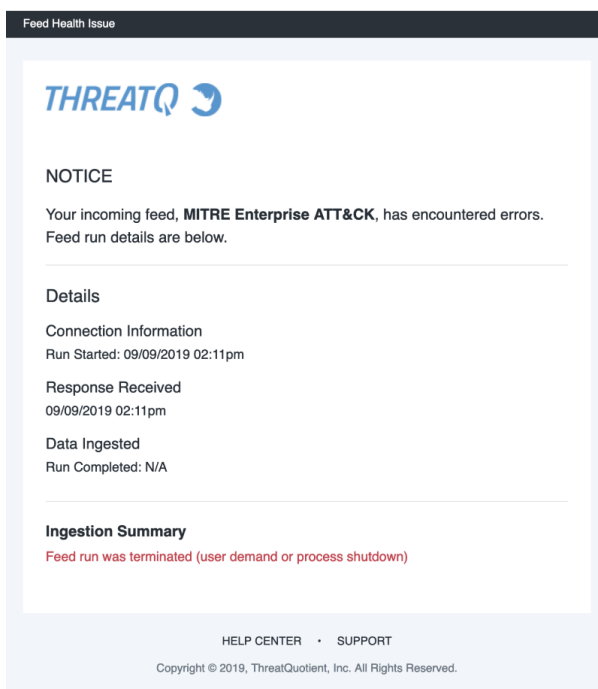 Feed Health Issue
THREATQ
NOTICE
Your incoming feed, MITRE Enterprise ATT&CK, has encountered errors.
Feed run details are below.
Details
Connection Information
Run Started: 09/09/2019 02:11pm
Response Received
09/09/2019 02:11pm
Data Ingested
Run Completed: N/A
Ingestion Summary
Feed run was terminated (user demand or process shutdown)
HELP CENTER • SUPPORT
Copyright © 2019, ThreatQuotient, Inc. All Rights Reserved.